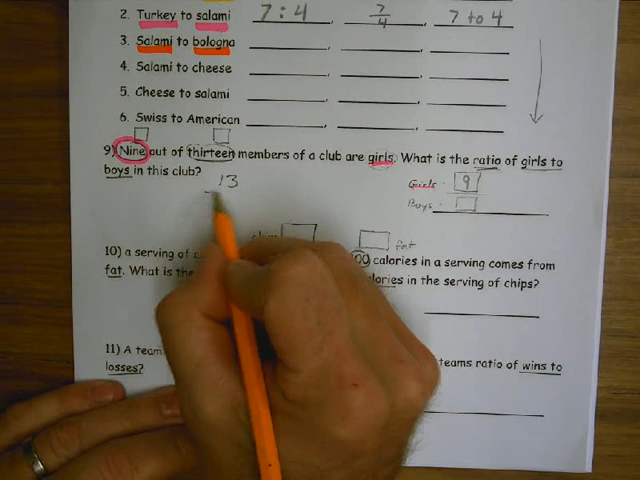 2. Turkey to salami 7 : 4 , 7/4 , 7 to 4
3. Salami to bologna
4. Salami to cheese
5. Cheese to salami
6. Swiss to American
9) Nine out of thirteen members of a club are girls. What is the ratio of girls to
boys in this club?
13
Girls 9
Boys
fat
10) a serving of calories in a serving comes from
fat. What is the in the serving of chips?
11) A team teams ratio of wins to
losses?